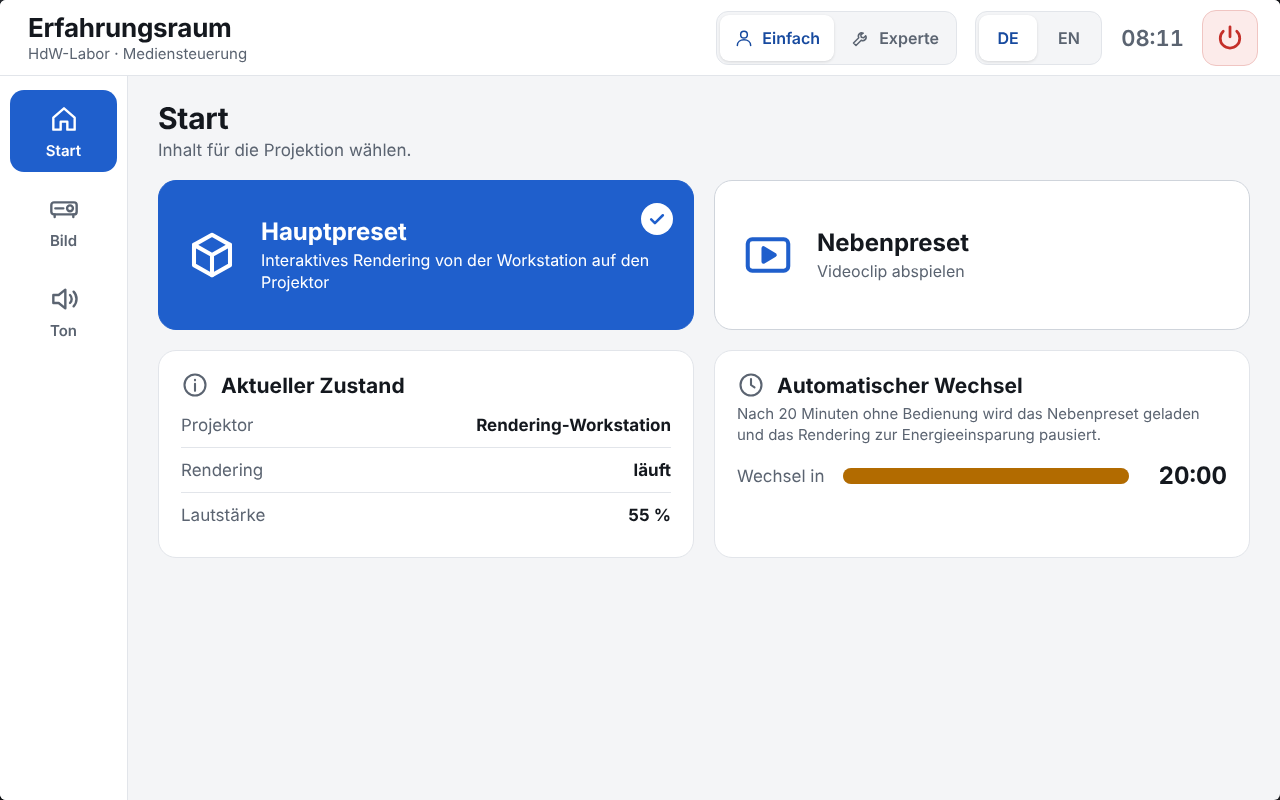 Erfahrungsraum
HdW-Labor · Mediensteuerung
Einfach
Experte
DE
EN
08:11
Start
Bild
Ton
Start
Inhalt für die Projektion wählen.
Hauptpreset
Interaktives Rendering von der Workstation auf den
Projektor
Nebenpreset
Videoclip abspielen
Aktueller Zustand
Projektor Rendering-Workstation
Rendering läuft
Lautstärke 55 %
Automatischer Wechsel
Nach 20 Minuten ohne Bedienung wird das Nebenpreset geladen
und das Rendering zur Energieeinsparung pausiert.
Wechsel in 20:00